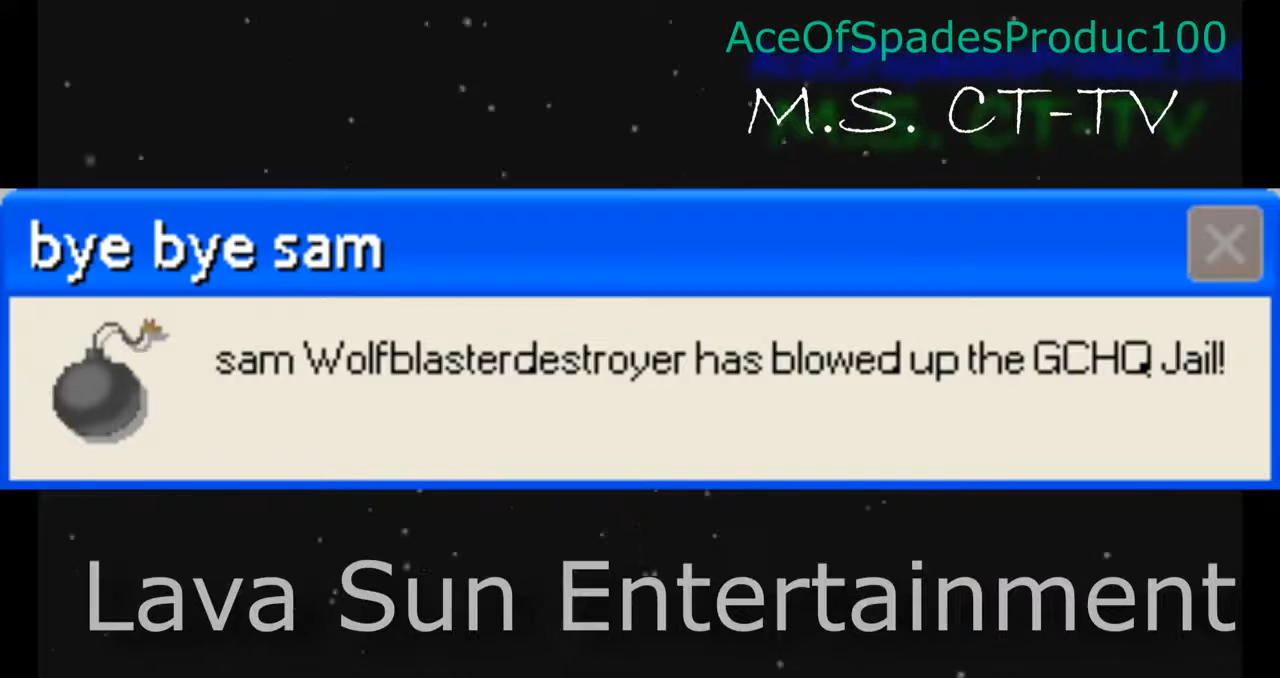 AceOfSpadesProduc100
M.S. CT-TV
bye bye sam
sam Wolfblasterdestroyer has blowed up the GCHQ Jail!
Lava Sun Entertainment